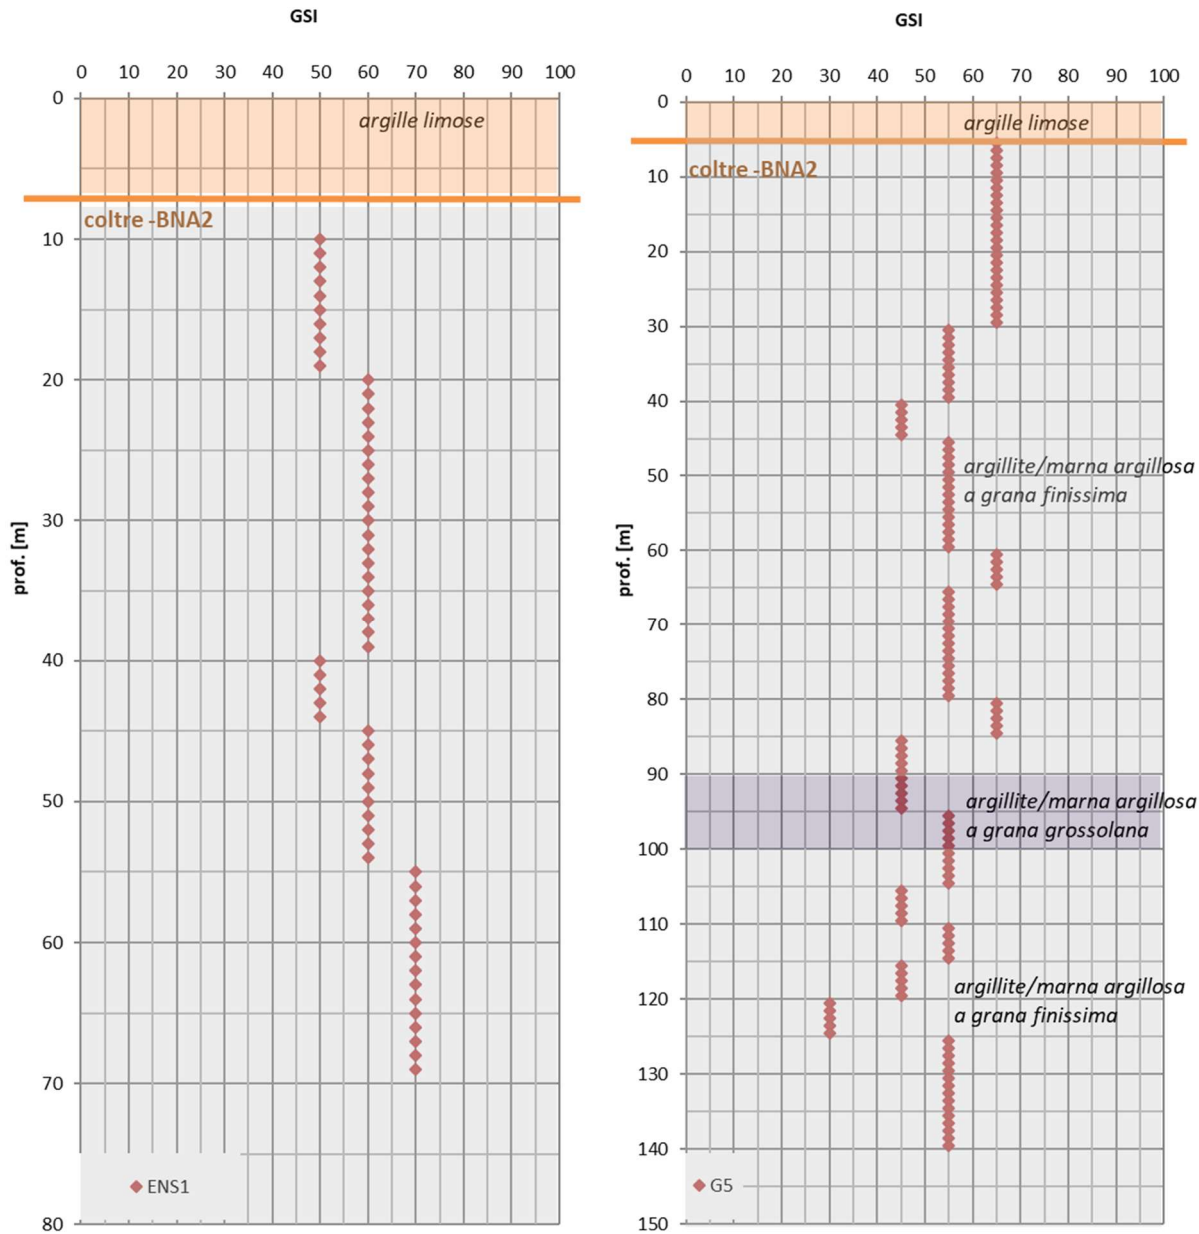 GSI
0 10 20 30 40 50 60 70 80 90 100
0
argille limose
coltre -BNA2
10
20
30
prof. [m]
40
50
60
70
ENS1
80
GSI
0 10 20 30 40 50 60 70 80 90 100
0
argille limose
coltre -BNA2
10
20
30
40
argillite/marna argillosa
a grana finissima
50
prof. [m]
60
70
80
90
argillite/marna argillosa
a grana grossolana
100
110
argillite/marna argillosa
a grana finissima
120
130
140
G5
150